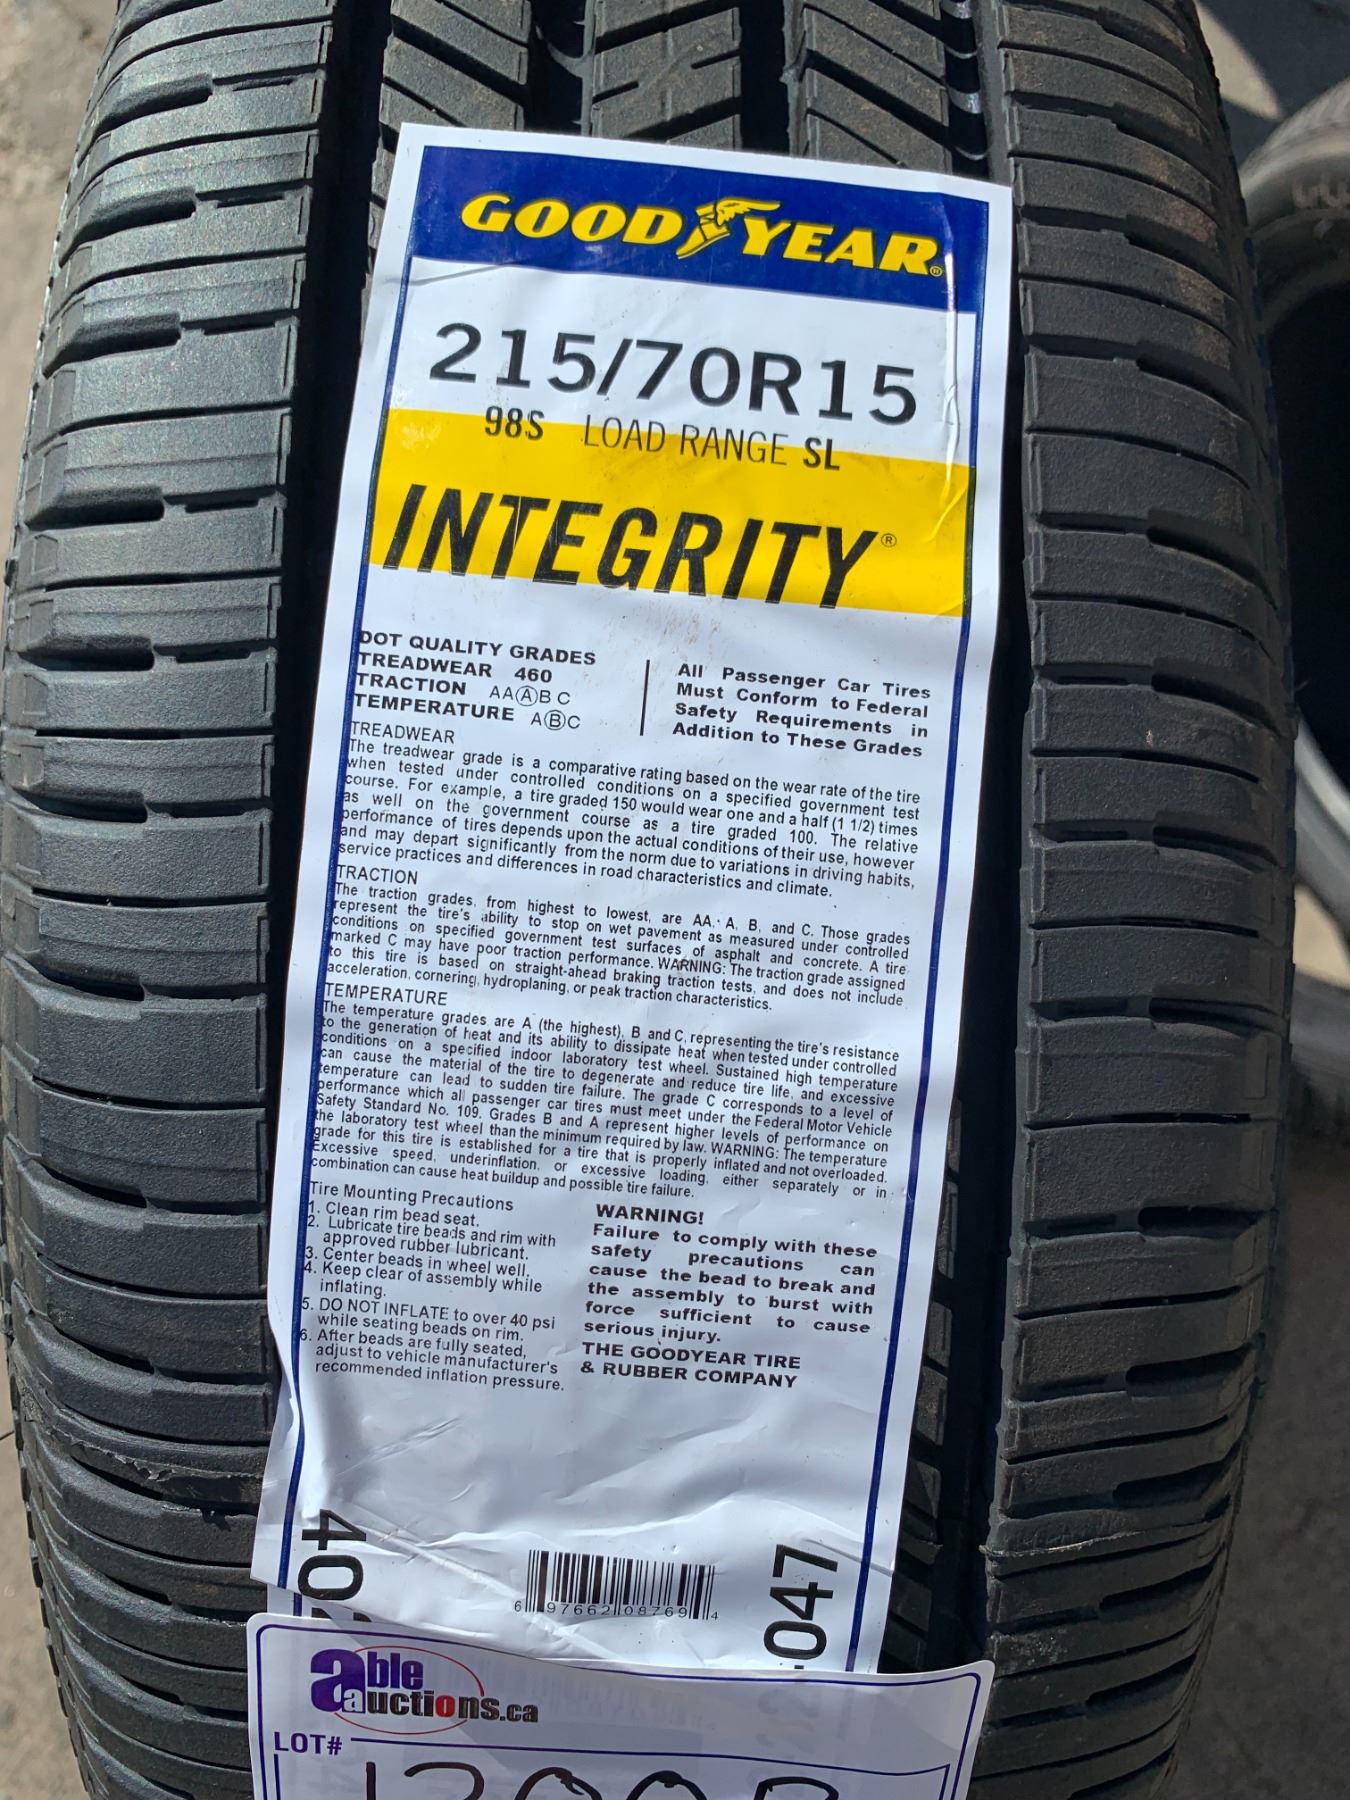 GOOD YEAR®
215/70R15
98S LOAD RANGE SL
INTEGRITY®
DOT QUALITY GRADES
TREADWEAR 460
TRACTION AA Ⓐ B C
TEMPERATURE A Ⓑ C
All Passenger Car Tires
Must Conform to Federal
Safety Requirements in
Addition to These Grades
TREADWEAR
The treadwear grade is a comparative rating based on the wear rate of the tire
when tested under controlled conditions on a specified government test
course. For example, a tire graded 150 would wear one and a half (1 1/2) times
as well on the government course as a tire graded 100. The relative
performance of tires depends upon the actual conditions of their use, however
and may depart significantly from the norm due to variations in driving habits,
service practices and differences in road characteristics and climate.
TRACTION
The traction grades, from highest to lowest, are AA, A, B, and C. Those grades
represent the tire's ability to stop on wet pavement as measured under controlled
conditions on specified government test surfaces of asphalt and concrete. A tire
marked C may have poor traction performance. WARNING: The traction grade assigned
to this tire is based on straight-ahead braking traction tests, and does not include
acceleration, cornering, hydroplaning, or peak traction characteristics.
TEMPERATURE
The temperature grades are A (the highest), B and C, representing the tire's resistance
to the generation of heat and its ability to dissipate heat when tested under controlled
conditions on a specified indoor laboratory test wheel. Sustained high temperature
can cause the material of the tire to degenerate and reduce tire life, and excessive
temperature can lead to sudden tire failure. The grade C corresponds to a level of
performance which all passenger car tires must meet under the Federal Motor Vehicle
Safety Standard No. 109. Grades B and A represent higher levels of performance on
the laboratory test wheel than the minimum required by law. WARNING: The temperature
grade for this tire is established for a tire that is properly inflated and not overloaded.
Excessive speed, underinflation, or excessive loading, either separately or in
combination can cause heat buildup and possible tire failure.
Tire Mounting Precautions
1. Clean rim bead seat.
2. Lubricate tire beads and rim with
approved rubber lubricant.
3. Center beads in wheel well.
4. Keep clear of assembly while
inflating.
5. DO NOT INFLATE to over 40 psi
while seating beads on rim.
6. After beads are fully seated,
adjust to vehicle manufacturer's
recommended inflation pressure.
WARNING!
Failure to comply with these
safety precautions can
cause the bead to break and
the assembly to burst with
force sufficient to cause
serious injury.
THE GOODYEAR TIRE
& RUBBER COMPANY
402
-047
6 97662 08769 4
able
auctions.ca
LOT#